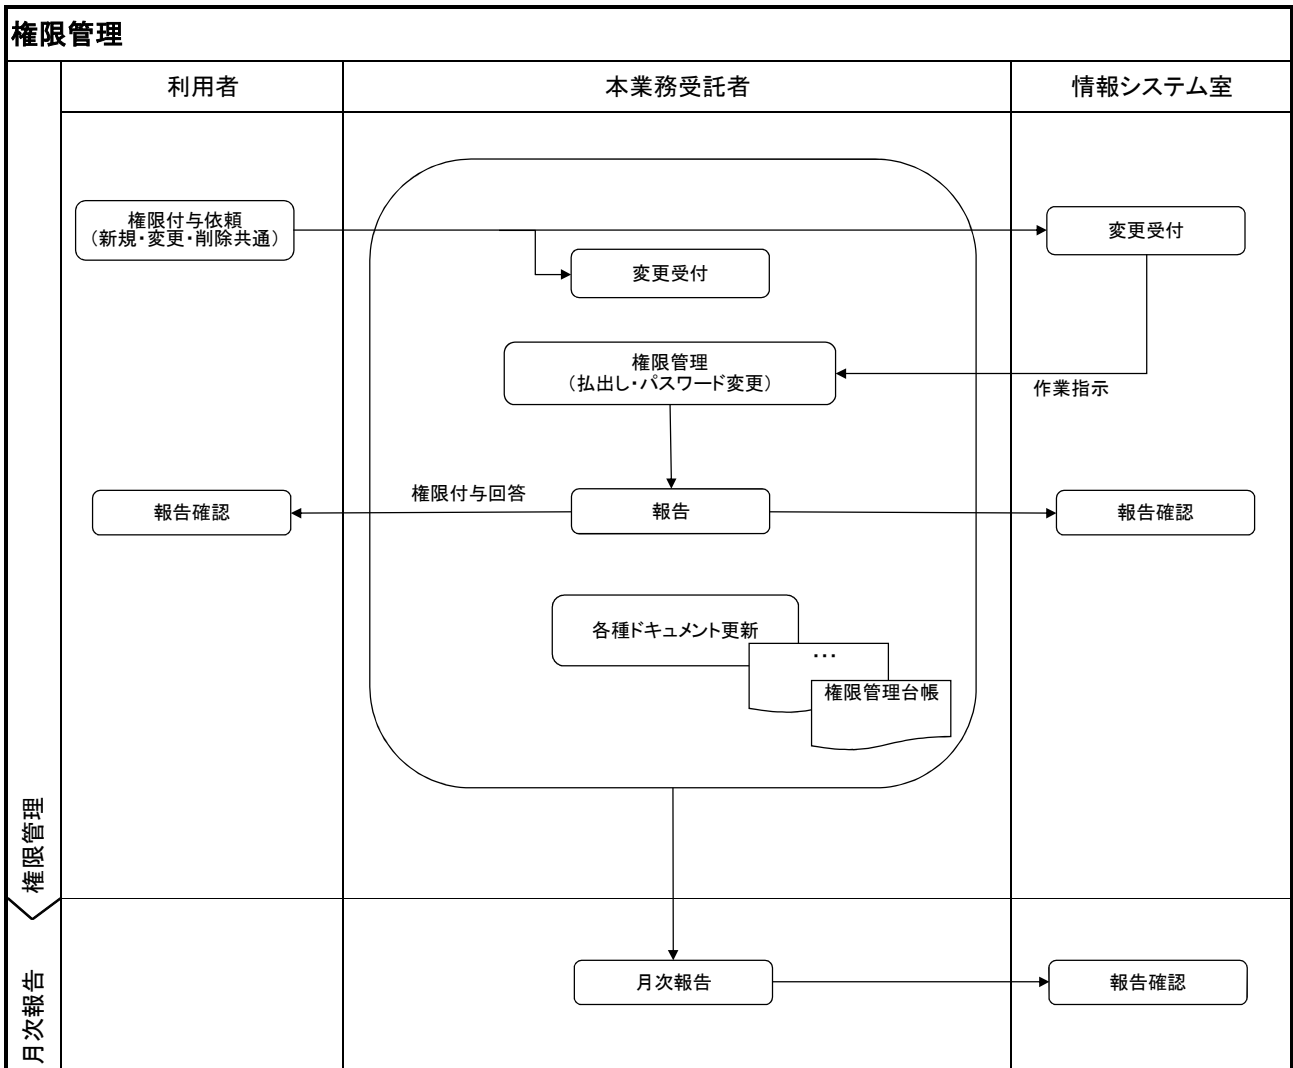 権限管理
利用者
本業務受託者
情報システム室
権限付与依頼
（新規・変更・削除共通）
変更受付
変更受付
権限管理
（払出し・パスワード変更）
作業指示
権限付与回答
報告確認
報告
報告確認
各種ドキュメント更新
…
権限管理台帳
権限管理
月次報告
報告確認
月次報告